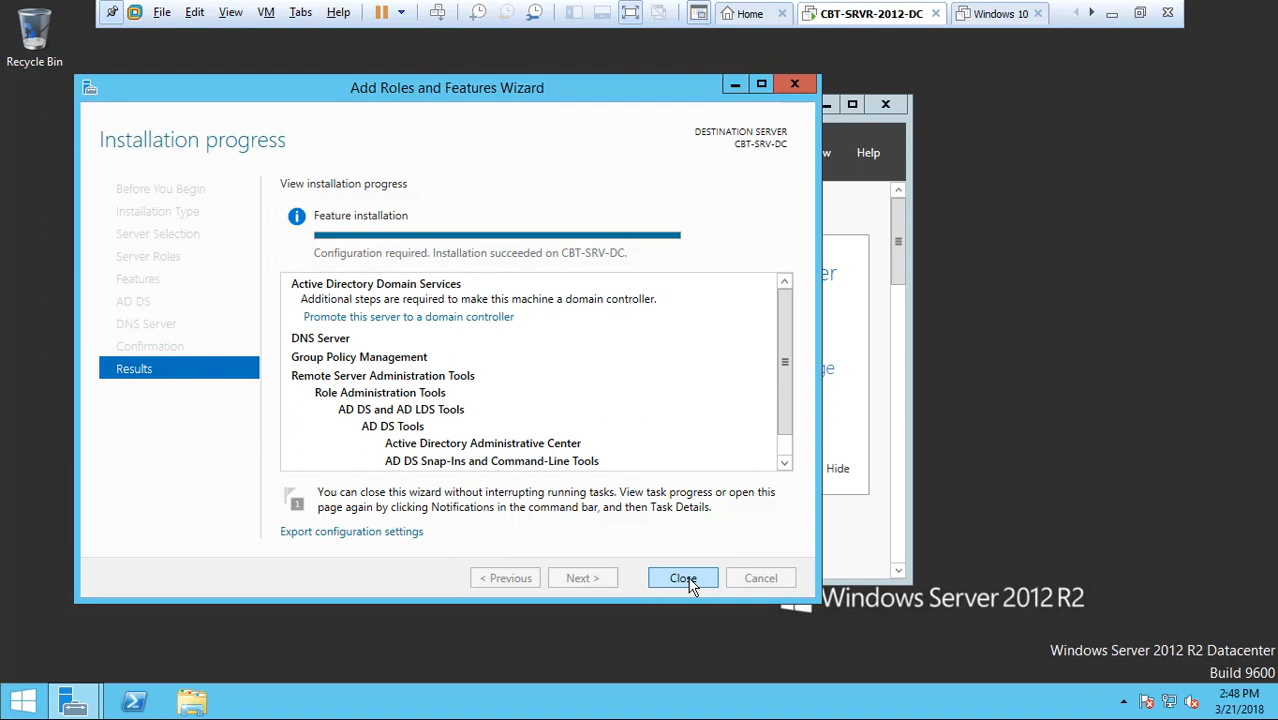 File Edit View VM Tabs Help Home CBT-SRVR-2012-DC Windows 10
Recycle Bin
Add Roles and Features Wizard
Installation progress
DESTINATION SERVER
CBT-SRV-DC
Help
Before You Begin
Installation Type
Server Selection
Server Roles
Features
AD DS
DNS Server
Confirmation
Results
View installation progress
Feature installation
Configuration required. Installation succeeded on CBT-SRV-DC.
Active Directory Domain Services
Additional steps are required to make this machine a domain controller.
Promote this server to a domain controller
DNS Server
Group Policy Management
Remote Server Administration Tools
Role Administration Tools
AD DS and AD LDS Tools
AD DS Tools
Active Directory Administrative Center
AD DS Snap-Ins and Command-Line Tools
1
You can close this wizard without interrupting running tasks. View task progress or open this
page again by clicking Notifications in the command bar, and then Task Details.
Export configuration settings
< Previous Next > Close Cancel
Hide
Windows Server 2012 R2
Windows Server 2012 R2 Datacenter
Build 9600
2:48 PM
3/21/2018